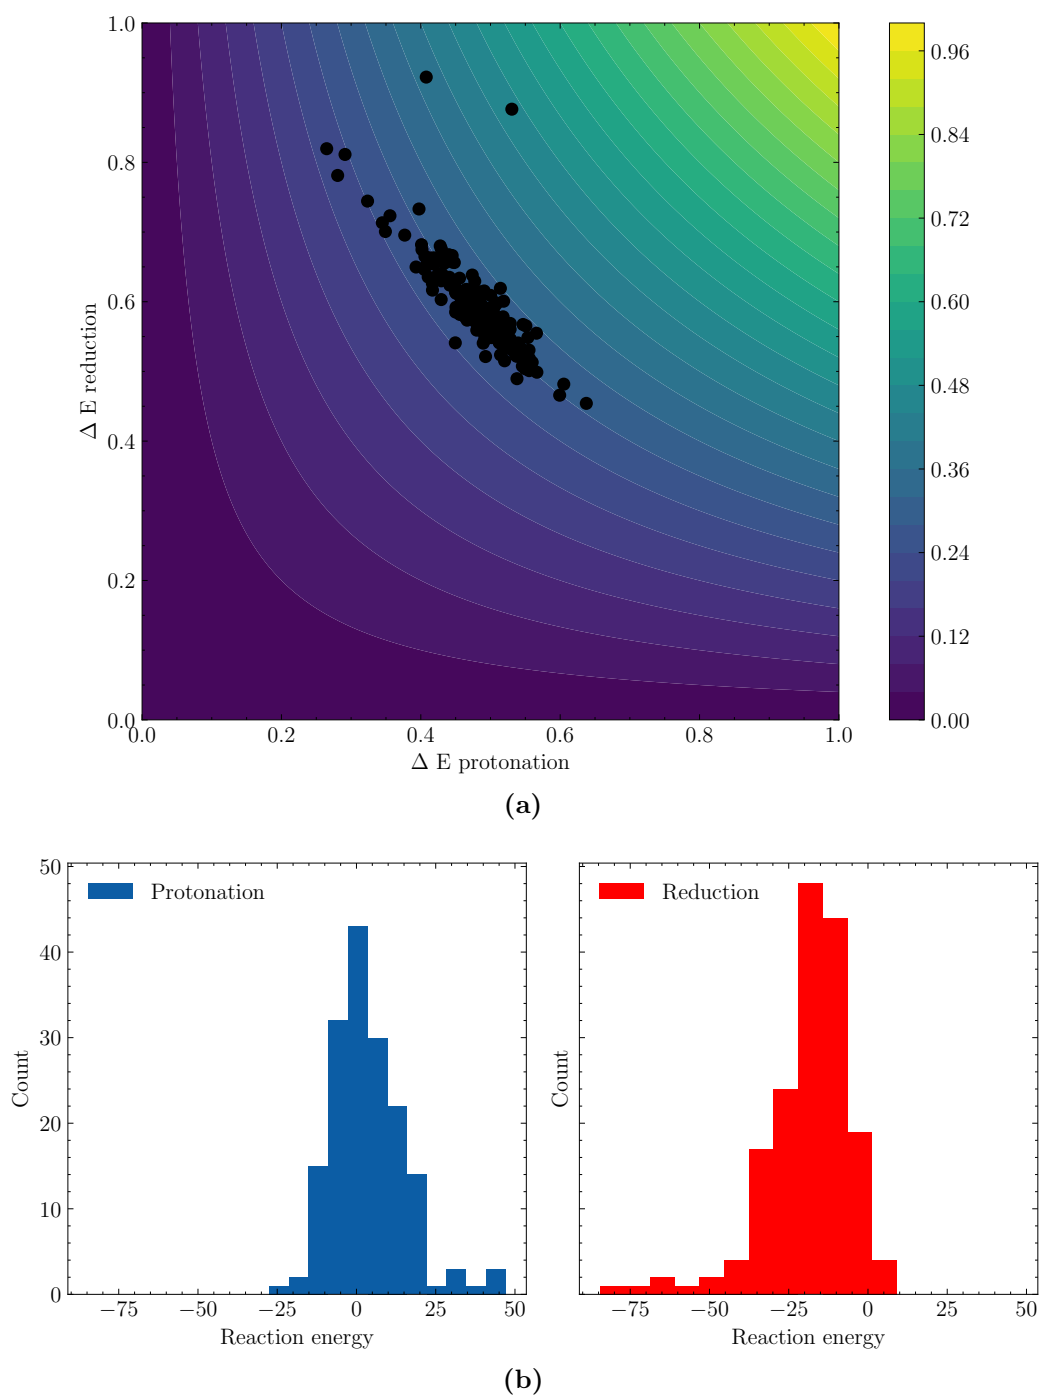 1.0
0.8
0.6
0.4
0.2
0.0
Δ E reduction
0.0 0.2 0.4 0.6 0.8 1.0
Δ E protonation
0.96
0.84
0.72
0.60
0.48
0.36
0.24
0.12
0.00
(a)
50
40
30
20
10
0
Count
Protonation
−75 −50 −25 0 25 50
Reaction energy
Count
Reduction
−75 −50 −25 0 25 50
Reaction energy
(b)